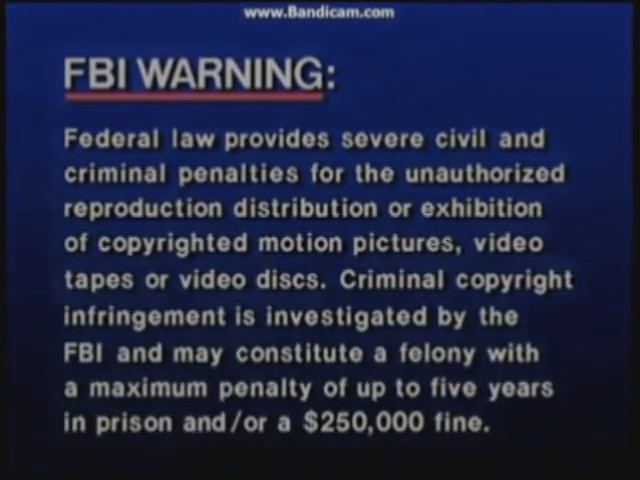 www.Bandicam.com
FBI WARNING:
Federal law provides severe civil and
criminal penalties for the unauthorized
reproduction distribution or exhibition
of copyrighted motion pictures, video
tapes or video discs. Criminal copyright
infringement is investigated by the
FBI and may constitute a felony with
a maximum penalty of up to five years
in prison and/or a $250,000 fine.